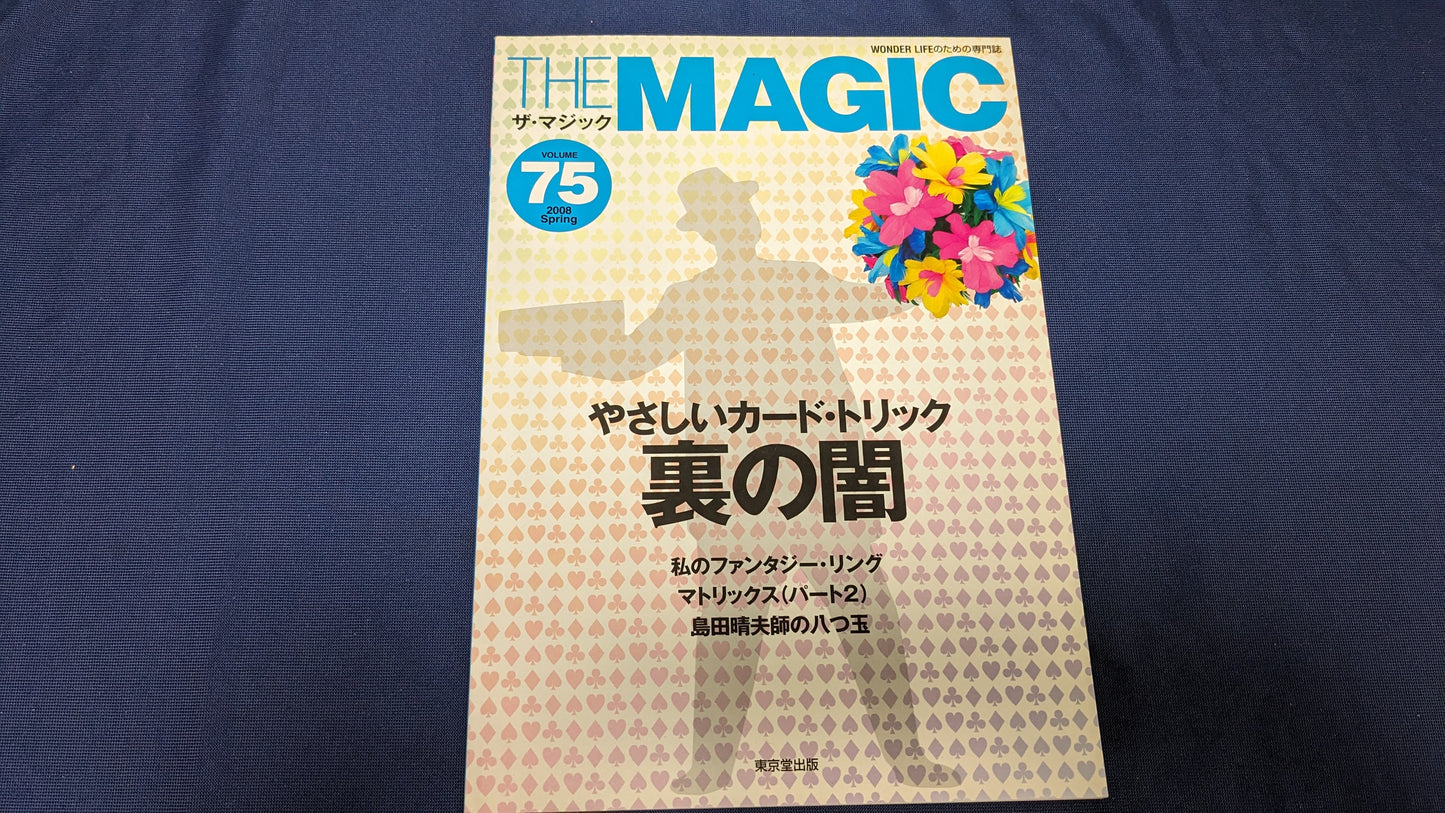 WONDER LIFEのための専門誌
THE MAGIC
ザ・マジック
VOLUME
75
2008
Spring
やさしいカード・トリック
裏の闇
私のファンタジー・リング
マトリックス(パート2)
島田晴夫師の八つ玉
東京堂出版